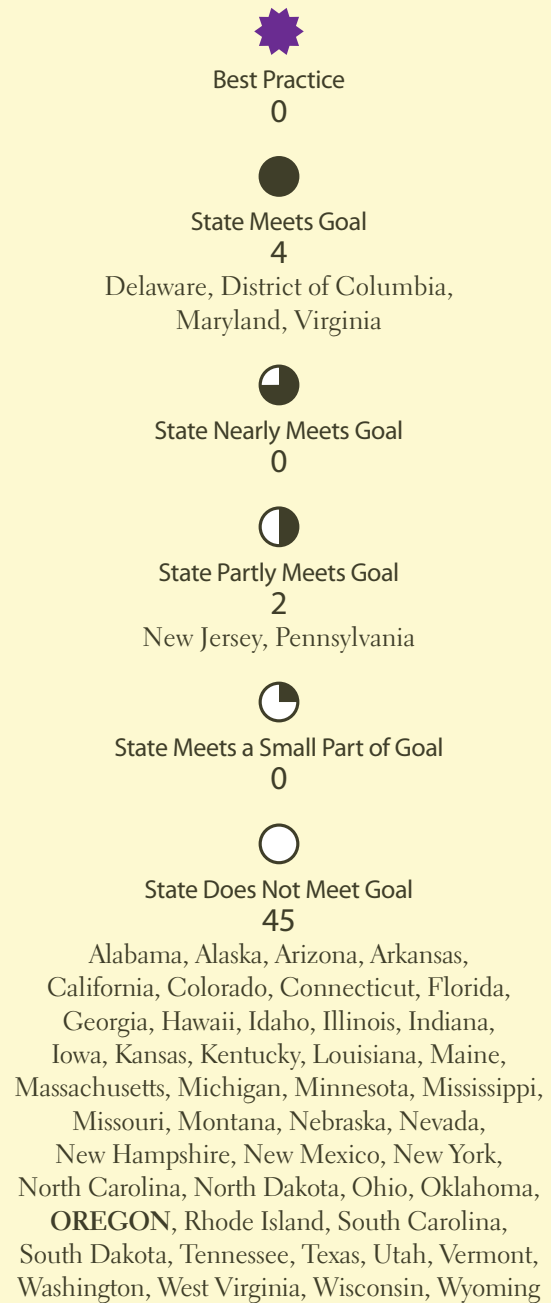 Best Practice
0
State Meets Goal
4
Delaware, District of Columbia,
Maryland, Virginia
State Nearly Meets Goal
0
State Partly Meets Goal
2
New Jersey, Pennsylvania
State Meets a Small Part of Goal
0
State Does Not Meet Goal
45
Alabama, Alaska, Arizona, Arkansas,
California, Colorado, Connecticut, Florida,
Georgia, Hawaii, Idaho, Illinois, Indiana,
Iowa, Kansas, Kentucky, Louisiana, Maine,
Massachusetts, Michigan, Minnesota, Mississippi,
Missouri, Montana, Nebraska, Nevada,
New Hampshire, New Mexico, New York,
North Carolina, North Dakota, Ohio, Oklahoma,
OREGON, Rhode Island, South Carolina,
South Dakota, Tennessee, Texas, Utah, Vermont,
Washington, West Virginia, Wisconsin, Wyoming